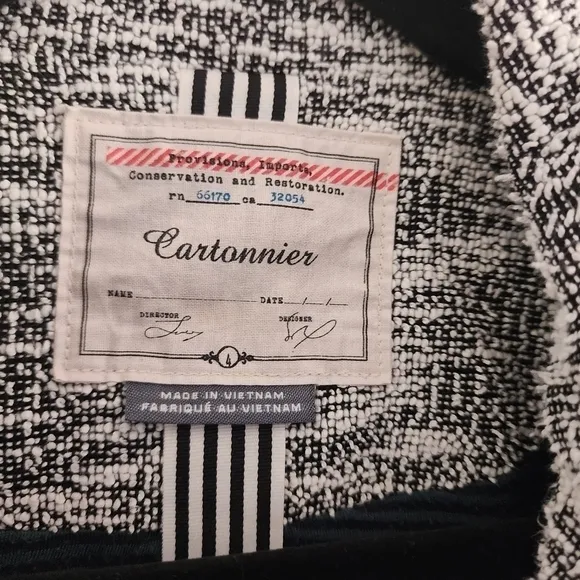 Provisions, Imports,
Conservation and Restoration.
rn 66170 ca 32054
Cartonnier
NAME DATE / /
DIRECTOR DESIGNER
4
MADE IN VIETNAM
FABRIQUÉ AU VIETNAM